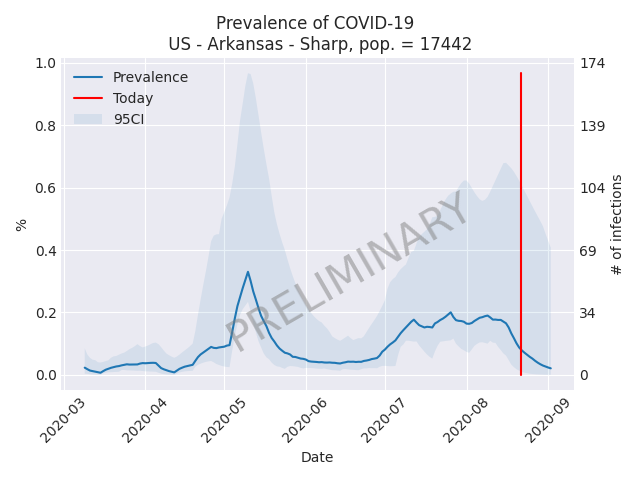 Prevalence of COVID-19
US - Arkansas - Sharp, pop. = 17442
Prevalence
Today
95CI
PRELIMINARY
%
1.0
0.8
0.6
0.4
0.2
0.0
174
139
104
69
34
0
# of infections
2020-03
2020-04
2020-05
2020-06
2020-07
2020-08
2020-09
Date